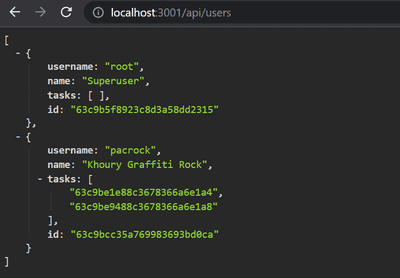 localhost:3001/api/users
[
- {
username: "root",
name: "Superuser",
tasks: [ ],
id: "63c9b5f8923c8d3a58dd2315"
},
- {
username: "pacrock",
name: "Khoury Graffiti Rock",
- tasks: [
"63c9be1e88c3678366a6e1a4",
"63c9be9488c3678366a6e1a8"
],
id: "63c9bcc35a769983693bd0ca"
}
]